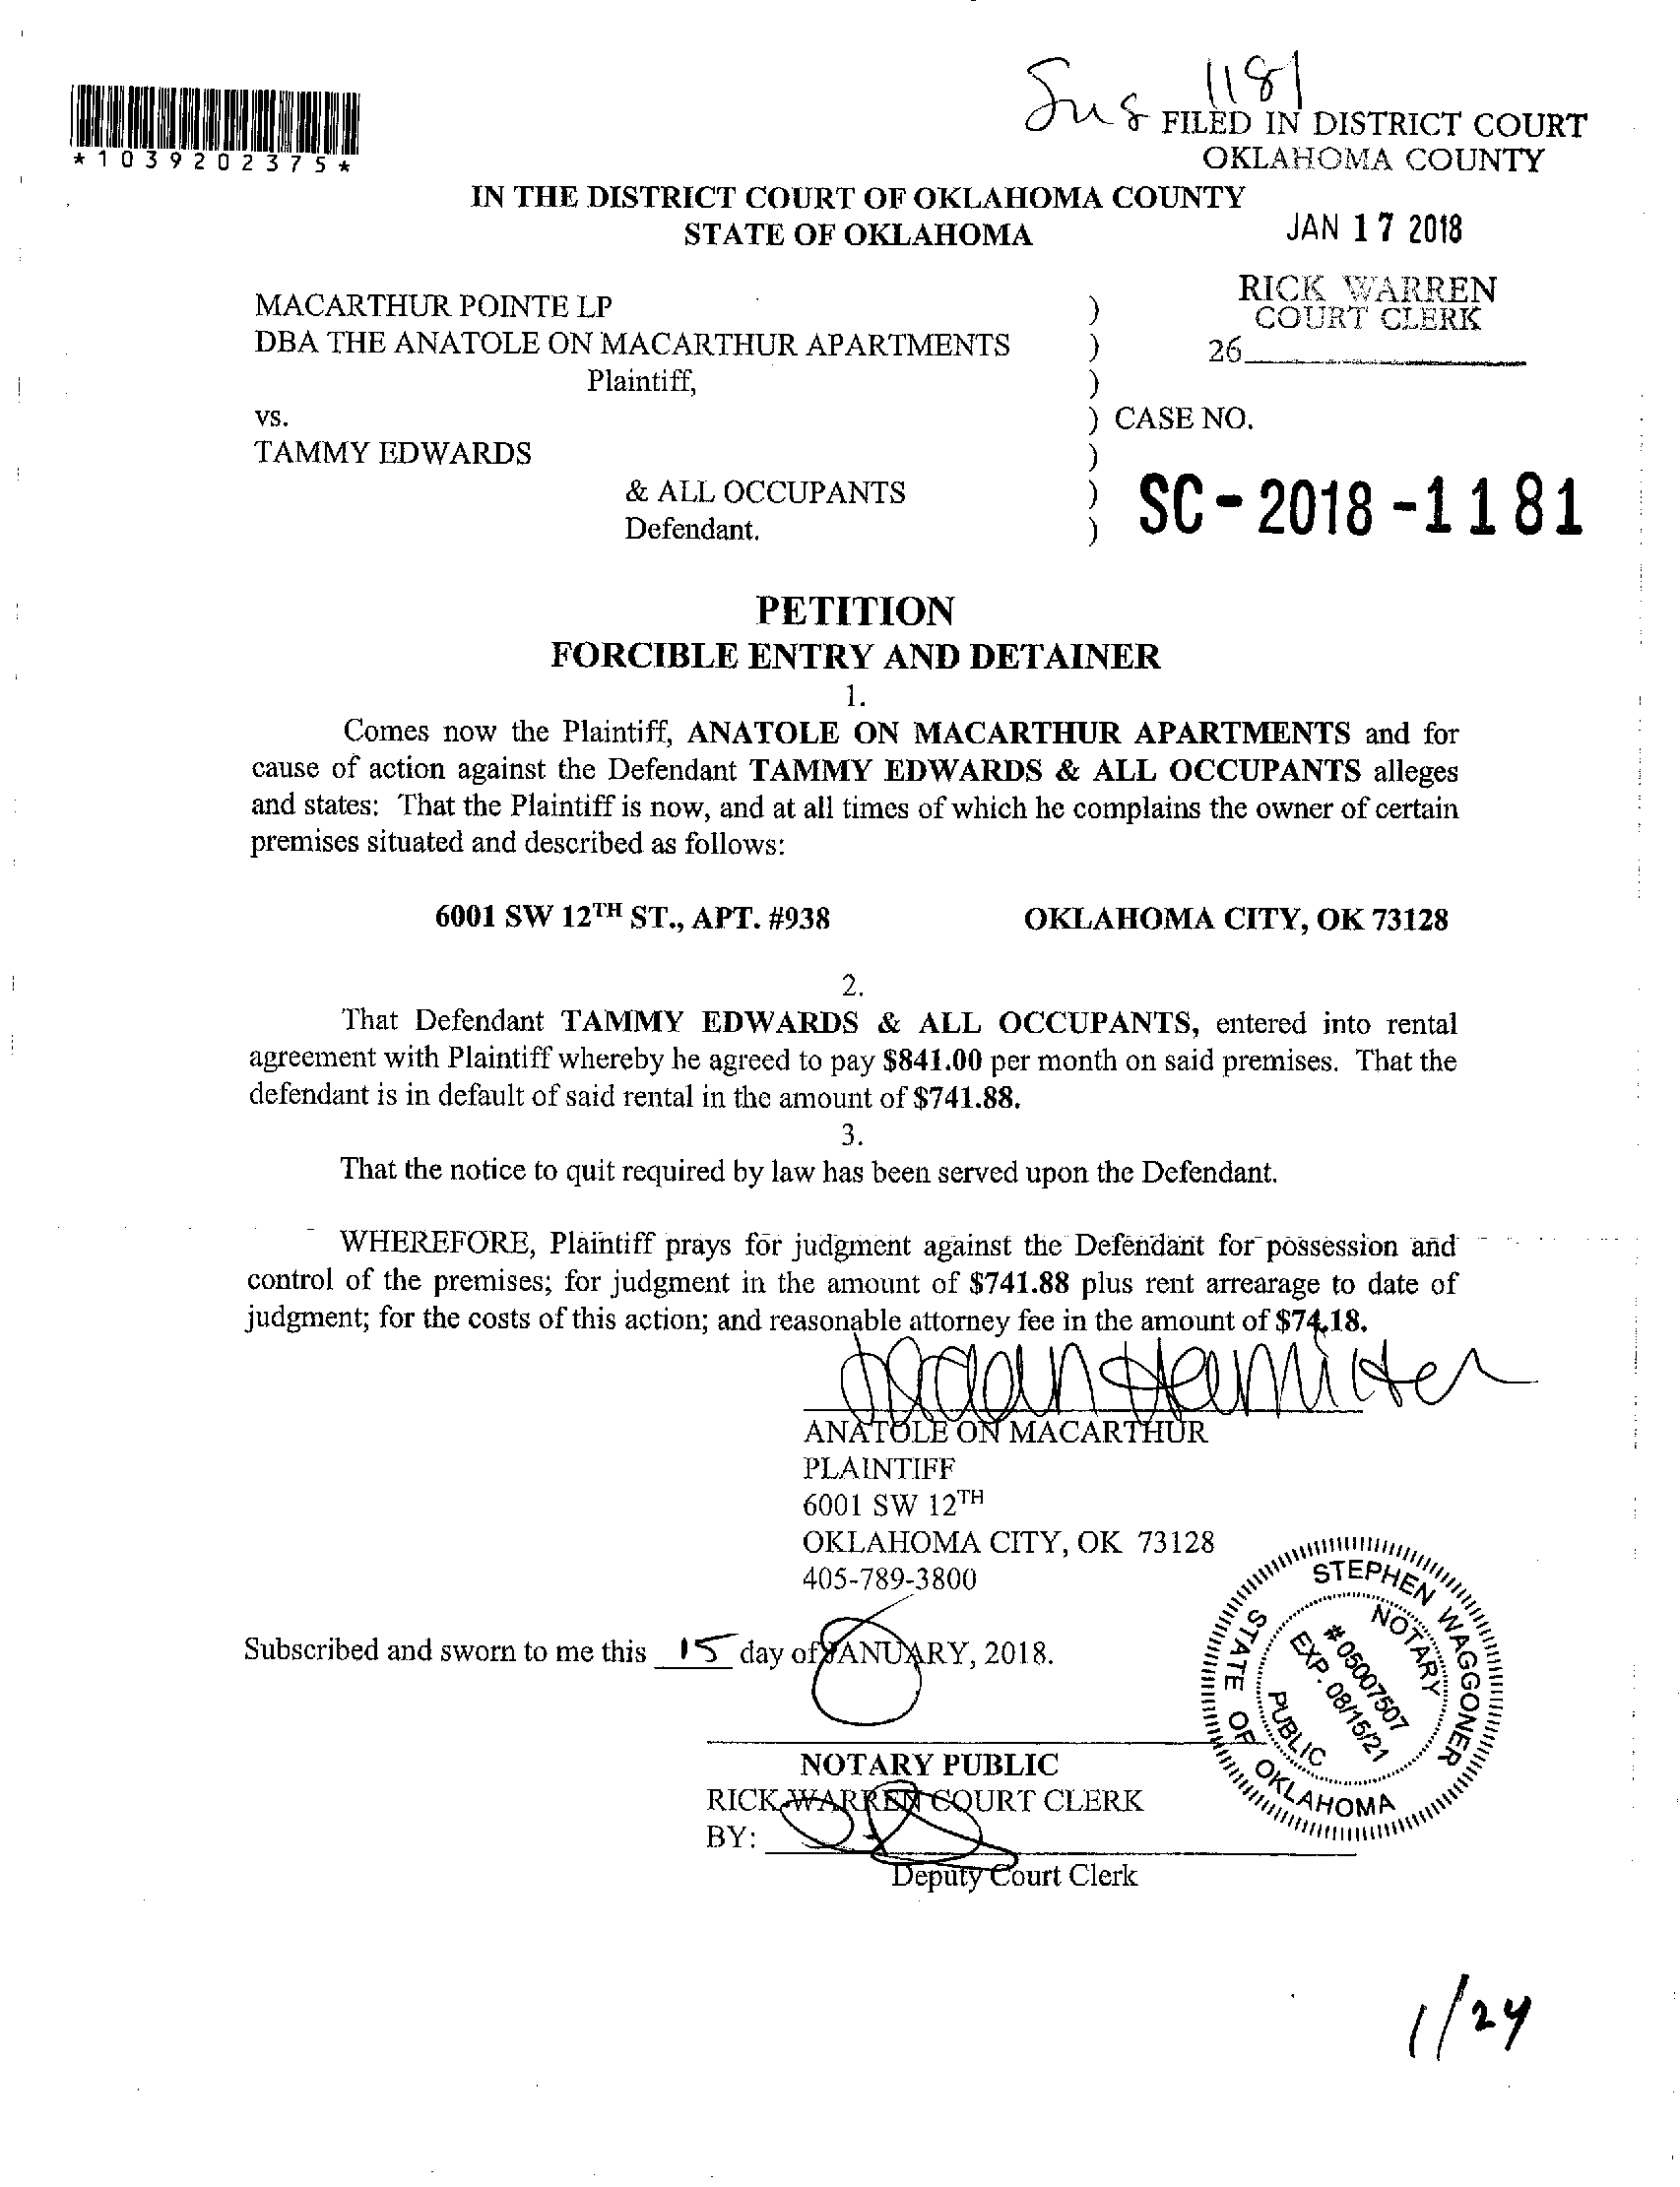 1181
FILED IN DISTRICT COURT
OKLAHOMA COUNTY
*1039202375*
IN THE DISTRICT COURT OF OKLAHOMA COUNTY
STATE OF OKLAHOMA
JAN 17 2018
RICK WARREN
COURT CLERK
26
MACARTHUR POINTE LP )
DBA THE ANATOLE ON MACARTHUR APARTMENTS )
Plaintiff, )
vs. ) CASE NO.
TAMMY EDWARDS )
& ALL OCCUPANTS ) SC-2018-1181
Defendant. )
PETITION
FORCIBLE ENTRY AND DETAINER
1.
Comes now the Plaintiff, ANATOLE ON MACARTHUR APARTMENTS and for
cause of action against the Defendant TAMMY EDWARDS & ALL OCCUPANTS alleges
and states: That the Plaintiff is now, and at all times of which he complains the owner of certain
premises situated and described as follows:
6001 SW 12TH ST., APT. #938 OKLAHOMA CITY, OK 73128
2.
That Defendant TAMMY EDWARDS & ALL OCCUPANTS, entered into rental
agreement with Plaintiff whereby he agreed to pay $841.00 per month on said premises. That the
defendant is in default of said rental in the amount of $741.88.
3.
That the notice to quit required by law has been served upon the Defendant.
WHEREFORE, Plaintiff prays for judgment against the Defendant for possession and
control of the premises; for judgment in the amount of $741.88 plus rent arrearage to date of
judgment; for the costs of this action; and reasonable attorney fee in the amount of $74.18.
ANATOLE ON MACARTHUR
PLAINTIFF
6001 SW 12TH
OKLAHOMA CITY, OK 73128
405-789-3800
Subscribed and sworn to me this 15 day of JANUARY, 2018.
STEPHEN WAGGONER
NOTARY PUBLIC
# 05007507
EXP. 08/15/21
STATE OF OKLAHOMA
NOTARY PUBLIC
RICK WARREN COURT CLERK
BY:
Deputy Court Clerk
1/24